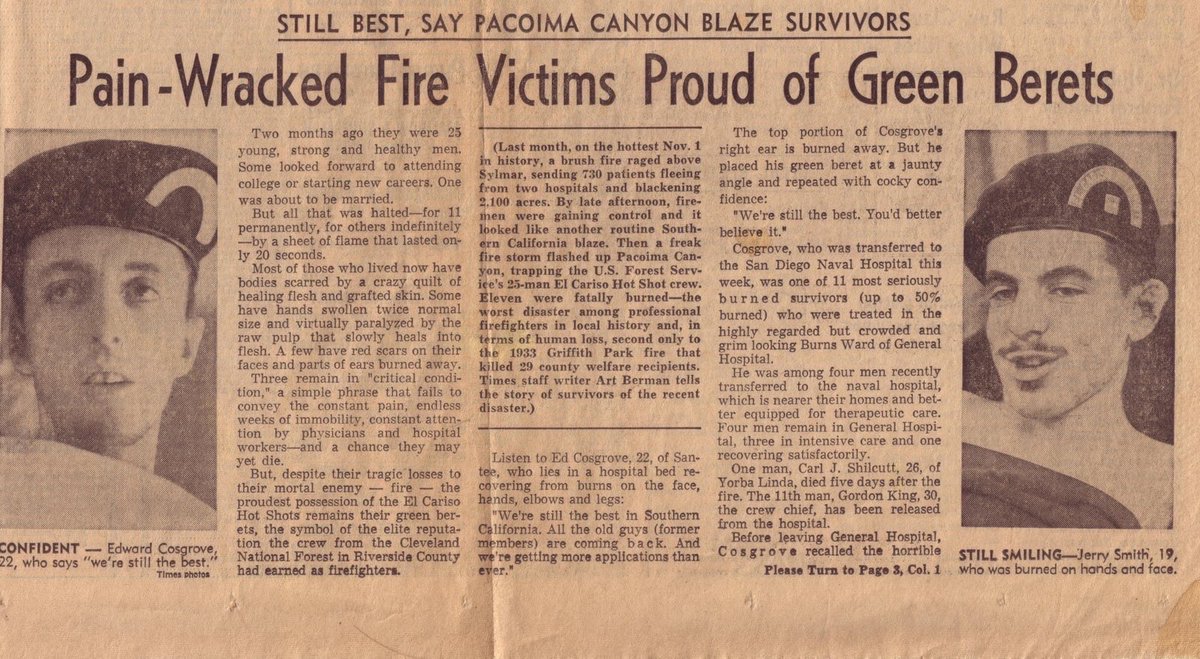 STILL BEST, SAY PACOIMA CANYON BLAZE SURVIVORS
Pain-Wracked Fire Victims Proud of Green Berets
CONFIDENT — Edward Cosgrove,
22, who says "we're still the best."
Times photos
Two months ago they were 25
young, strong and healthy men.
Some looked forward to attending
college or starting new careers. One
was about to be married.
But all that was halted—for 11
permanently, for others indefinitely
—by a sheet of flame that lasted on-
ly 20 seconds.
Most of those who lived now have
bodies scarred by a crazy quilt of
healing flesh and grafted skin. Some
have hands swollen twice normal
size and virtually paralyzed by the
raw pulp that slowly heals into
flesh. A few have red scars on their
faces and parts of ears burned away.
Three remain in "critical condi-
tion," a simple phrase that fails to
convey the constant pain, endless
weeks of immobility, constant atten-
tion by physicians and hospital
workers—and a chance they may
yet die.
But, despite their tragic losses to
their mortal enemy — fire — the
proudest possession of the El Cariso
Hot Shots remains their green ber-
ets, the symbol of the elite reputa-
tion the crew from the Cleveland
National Forest in Riverside County
had earned as firefighters.
(Last month, on the hottest Nov. 1
in history, a brush fire raged above
Sylmar, sending 730 patients fleeing
from two hospitals and blackening
2,100 acres. By late afternoon, fire-
men were gaining control and it
looked like another routine South-
ern California blaze. Then a freak
fire storm flashed up Pacoima Can-
yon, trapping the U.S. Forest Serv-
ice's 25-man El Cariso Hot Shot crew.
Eleven were fatally burned—the
worst disaster among professional
firefighters in local history and, in
terms of human loss, second only to
the 1933 Griffith Park fire that
killed 29 county welfare recipients.
Times staff writer Art Berman tells
the story of survivors of the recent
disaster.)
Listen to Ed Cosgrove, 22, of San-
tee, who lies in a hospital bed re-
covering from burns on the face,
hands, elbows and legs:
"We're still the best in Southern
California. All the old guys (former
members) are coming back. And
we're getting more applications than
ever."
The top portion of Cosgrove's
right ear is burned away. But he
placed his green beret at a jaunty
angle and repeated with cocky con-
fidence:
"We're still the best. You'd better
believe it."
Cosgrove, who was transferred to
the San Diego Naval Hospital this
week, was one of 11 most seriously
burned survivors (up to 50%
burned) who were treated in the
highly regarded but crowded and
grim looking Burns Ward of General
Hospital.
He was among four men recently
transferred to the naval hospital,
which is nearer their homes and bet-
ter equipped for therapeutic care.
Four men remain in General Hospi-
tal, three in intensive care and one
recovering satisfactorily.
One man, Carl J. Shilcutt, 26, of
Yorba Linda, died five days after the
fire. The 11th man, Gordon King, 30,
the crew chief, has been released
from the hospital.
Before leaving General Hospital,
Cosgrove recalled the horrible
Please Turn to Page 3, Col. 1
STILL SMILING—Jerry Smith, 19,
who was burned on hands and face.